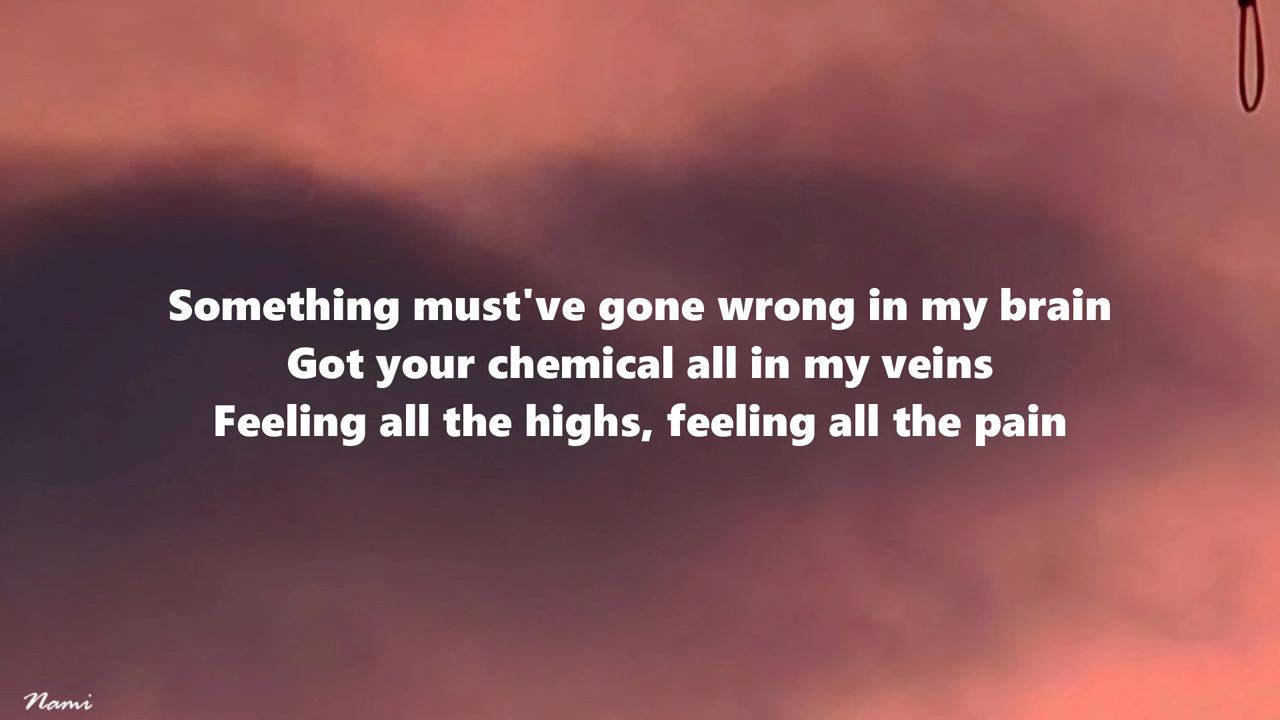 Something must've gone wrong in my brain
Got your chemical all in my veins
Feeling all the highs, feeling all the pain
Nami